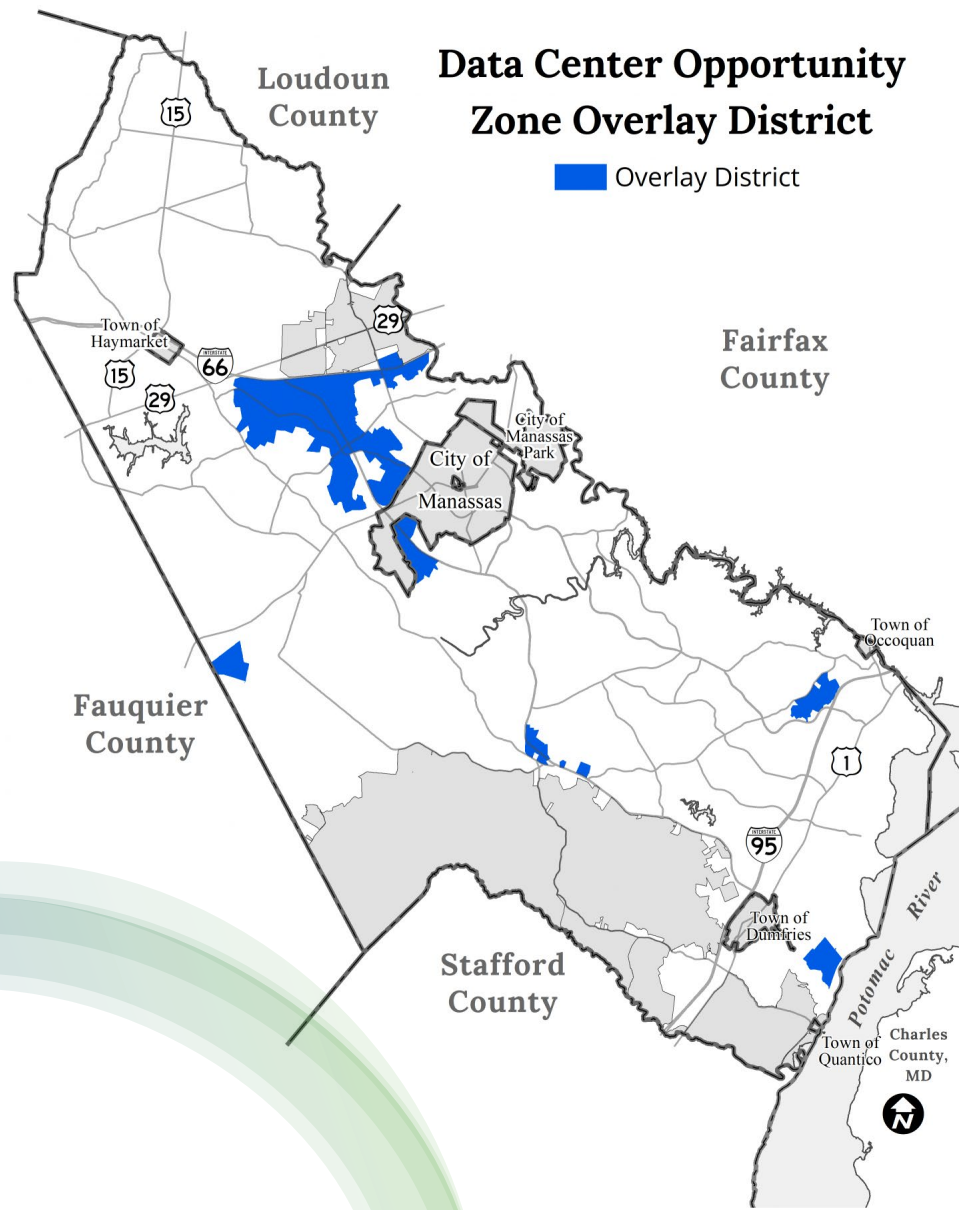 Data Center Opportunity
Zone Overlay District
Overlay District
Loudoun
County
15
29
Fairfax
County
Town of
Haymarket
INTERSTATE
66
15
29
City of
Manassas
Park
City of
Manassas
Town of
Occoquan
Fauquier
County
1
INTERSTATE
95
Town of
Dumfries
Potomac River
Stafford
County
Town of
Quantico
Charles
County,
MD
N